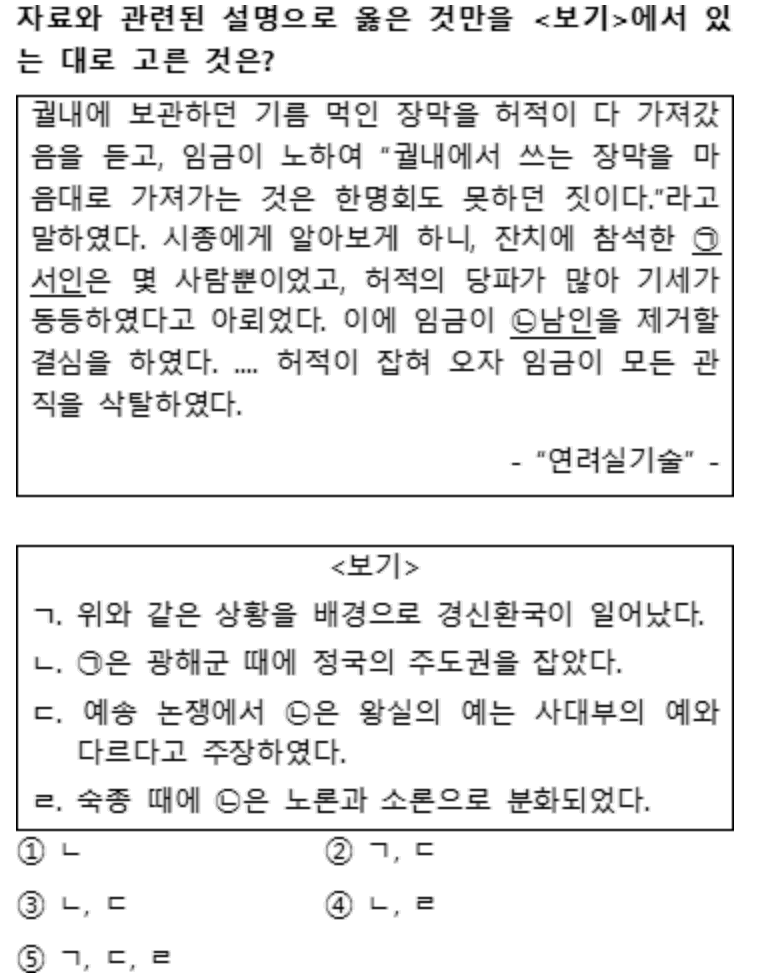 자료와 관련된 설명으로 옳은 것만을 <보기>에서 있
는 대로 고른 것은?
궐내에 보관하던 기름 먹인 장막을 허적이 다 가져갔
음을 듣고, 임금이 노하여 "궐내에서 쓰는 장막을 마
음대로 가져가는 것은 한명회도 못하던 짓이다."라고
말하였다. 시종에게 알아보게 하니, 잔치에 참석한 ㉠
서인은 몇 사람뿐이었고, 허적의 당파가 많아 기세가
동등하였다고 아뢰었다. 이에 임금이 ㉡남인을 제거할
결심을 하였다. .... 허적이 잡혀 오자 임금이 모든 관
직을 삭탈하였다.
- "연려실기술" -
<보기>
ㄱ. 위와 같은 상황을 배경으로 경신환국이 일어났다.
ㄴ. ㉠은 광해군 때에 정국의 주도권을 잡았다.
ㄷ. 예송 논쟁에서 ㉡은 왕실의 예는 사대부의 예와
다르다고 주장하였다.
ㄹ. 숙종 때에 ㉡은 노론과 소론으로 분화되었다.
① ㄴ ② ㄱ, ㄷ
③ ㄴ, ㄷ ④ ㄴ, ㄹ
⑤ ㄱ, ㄷ, ㄹ